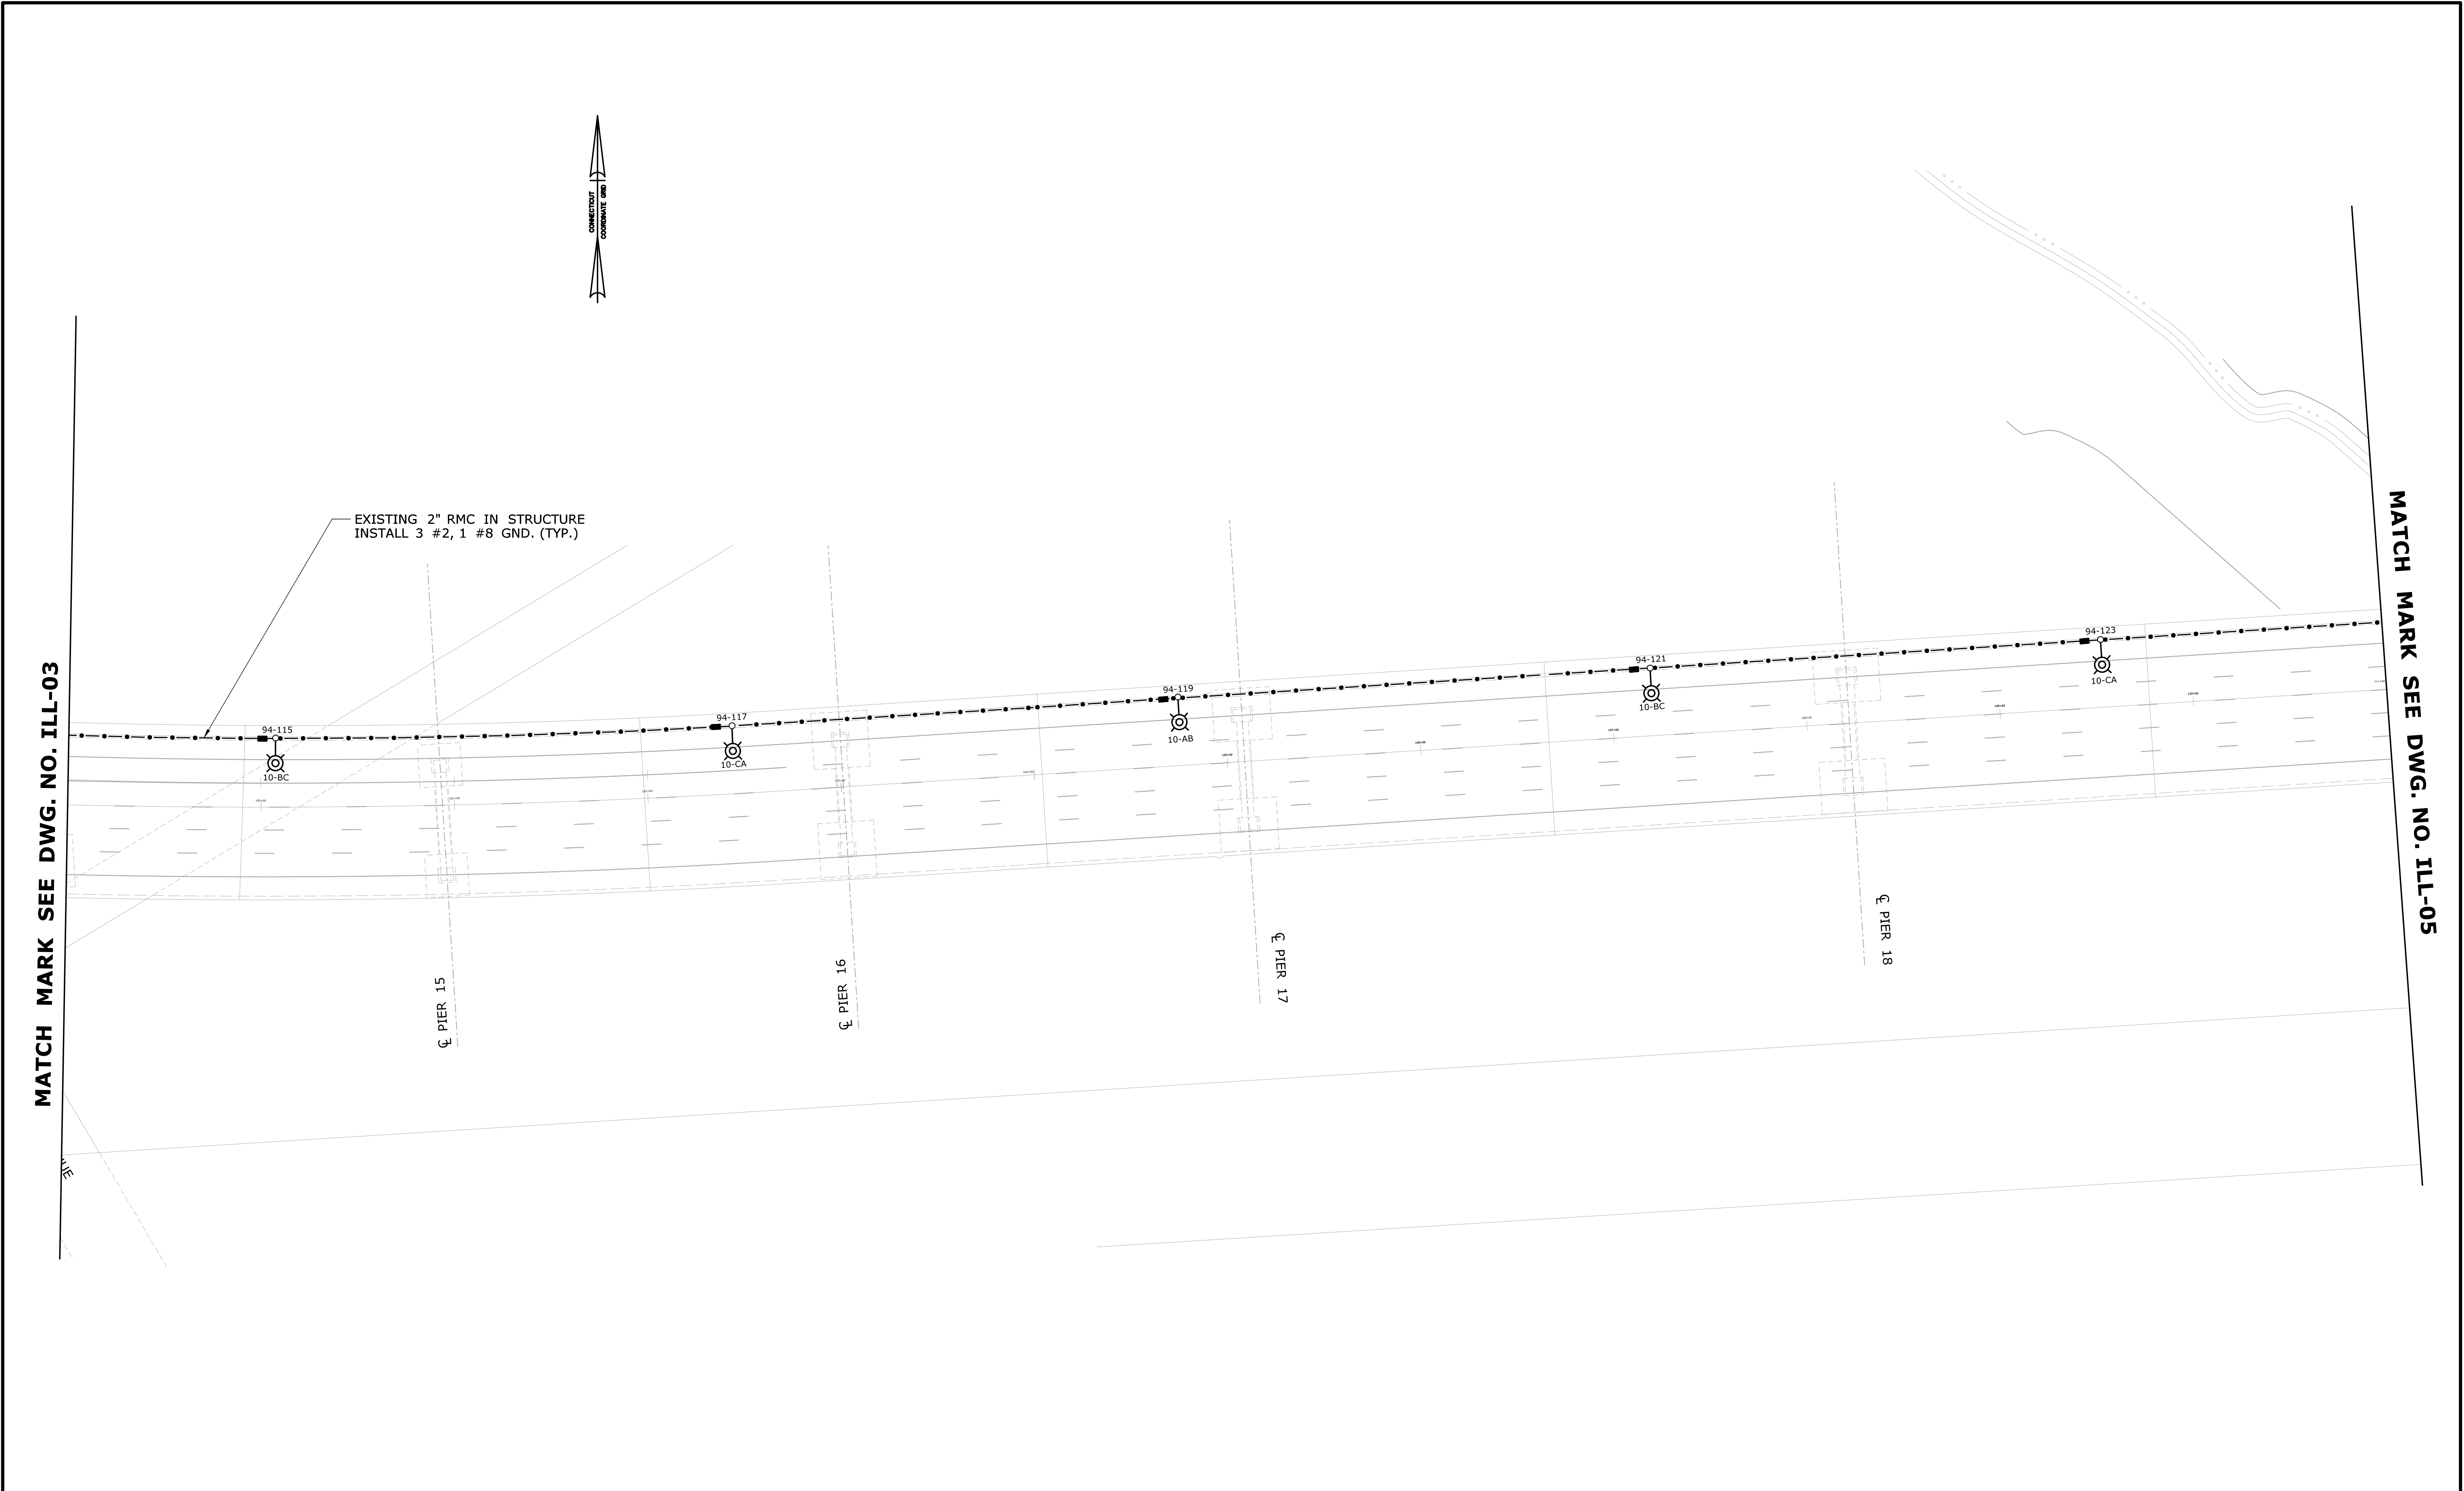 CONNECTICUT
COORDINATE GRID
EXISTING 2" RMC IN STRUCTURE
INSTALL 3 #2, 1 #8 GND. (TYP.)
MATCH MARK SEE DWG. NO. ILL-03
MATCH MARK SEE DWG. NO. ILL-05
94-115
10-BC
94-117
10-CA
94-119
10-AB
94-121
10-BC
94-123
10-CA
℄ PIER 15
℄ PIER 16
℄ PIER 17
℄ PIER 18
UE